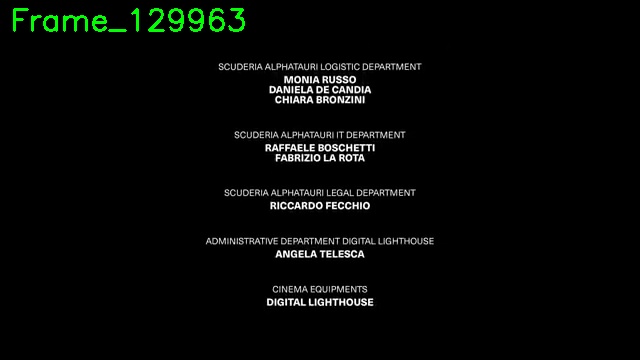 Frame_129963
SCUDERIA ALPHATAURI LOGISTIC DEPARTMENT
MONIA RUSSO
DANIELA DE CANDIA
CHIARA BRONZINI
SCUDERIA ALPHATAURI IT DEPARTMENT
RAFFAELE BOSCHETTI
FABRIZIO LA ROTA
SCUDERIA ALPHATAURI LEGAL DEPARTMENT
RICCARDO FECCHIO
ADMINISTRATIVE DEPARTMENT DIGITAL LIGHTHOUSE
ANGELA TELESCA
CINEMA EQUIPMENTS
DIGITAL LIGHTHOUSE